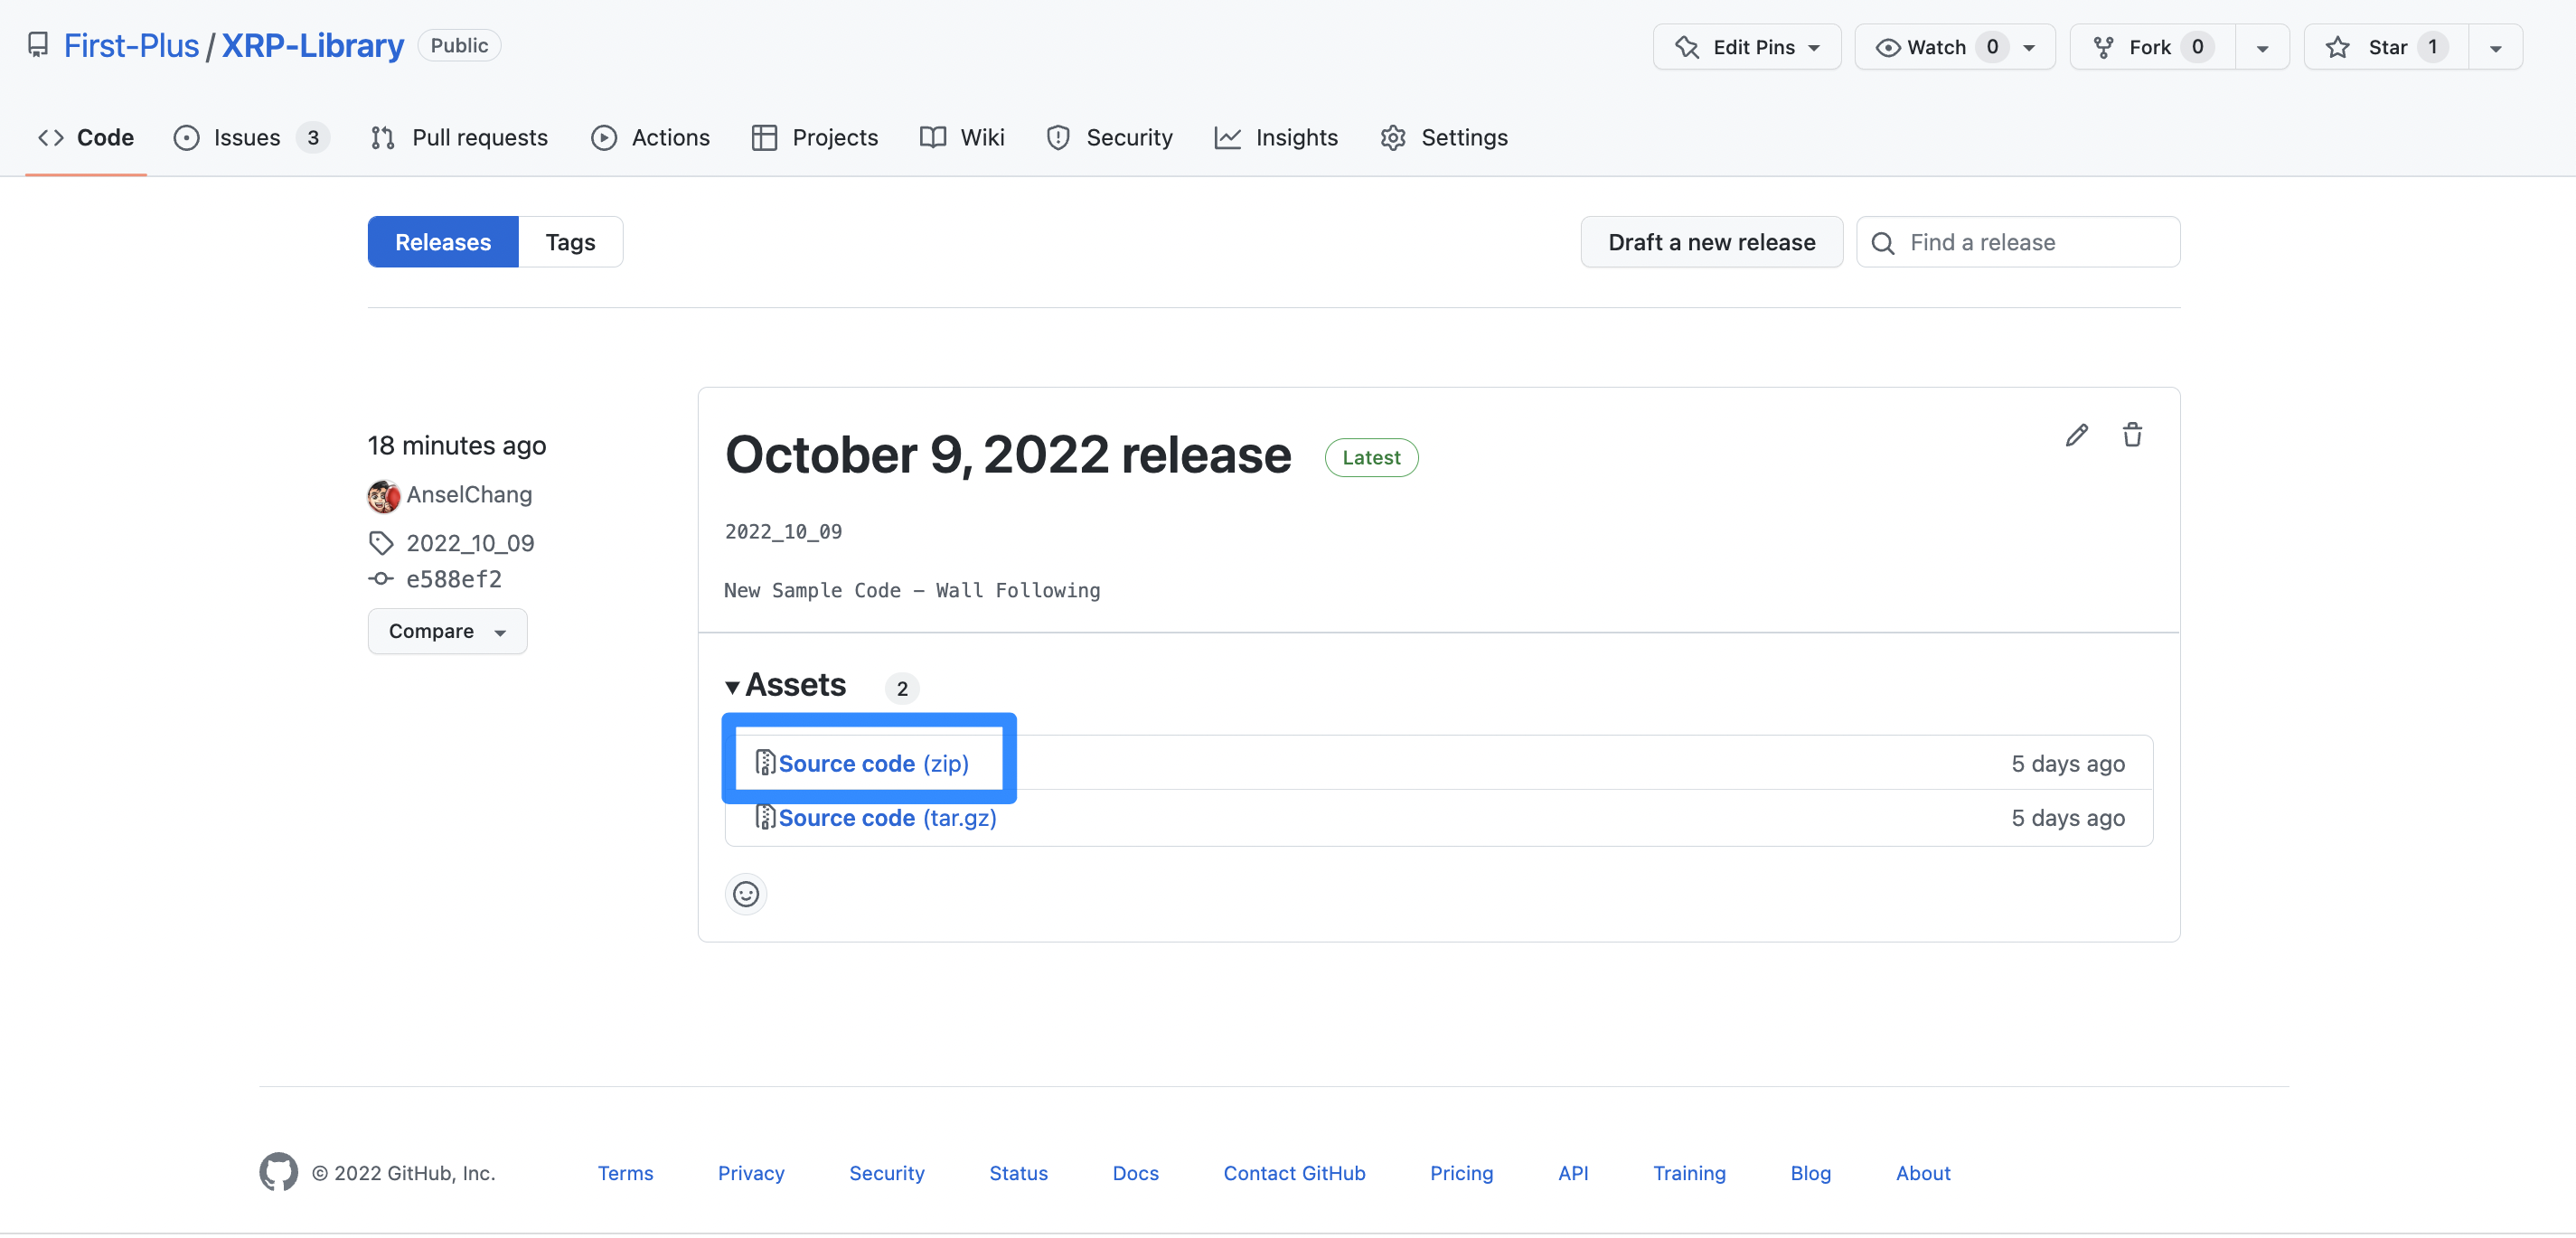 First-Plus / XRP-Library Public Edit Pins Watch 0 Fork 0 Star 1
Code Issues 3 Pull requests Actions Projects Wiki Security Insights Settings
Releases Tags Draft a new release Find a release
18 minutes ago
AnselChang
2022_10_09
e588ef2
Compare
October 9, 2022 release Latest
2022_10_09
New Sample Code – Wall Following
Assets 2
Source code (zip) 5 days ago
Source code (tar.gz) 5 days ago
© 2022 GitHub, Inc. Terms Privacy Security Status Docs Contact GitHub Pricing API Training Blog About